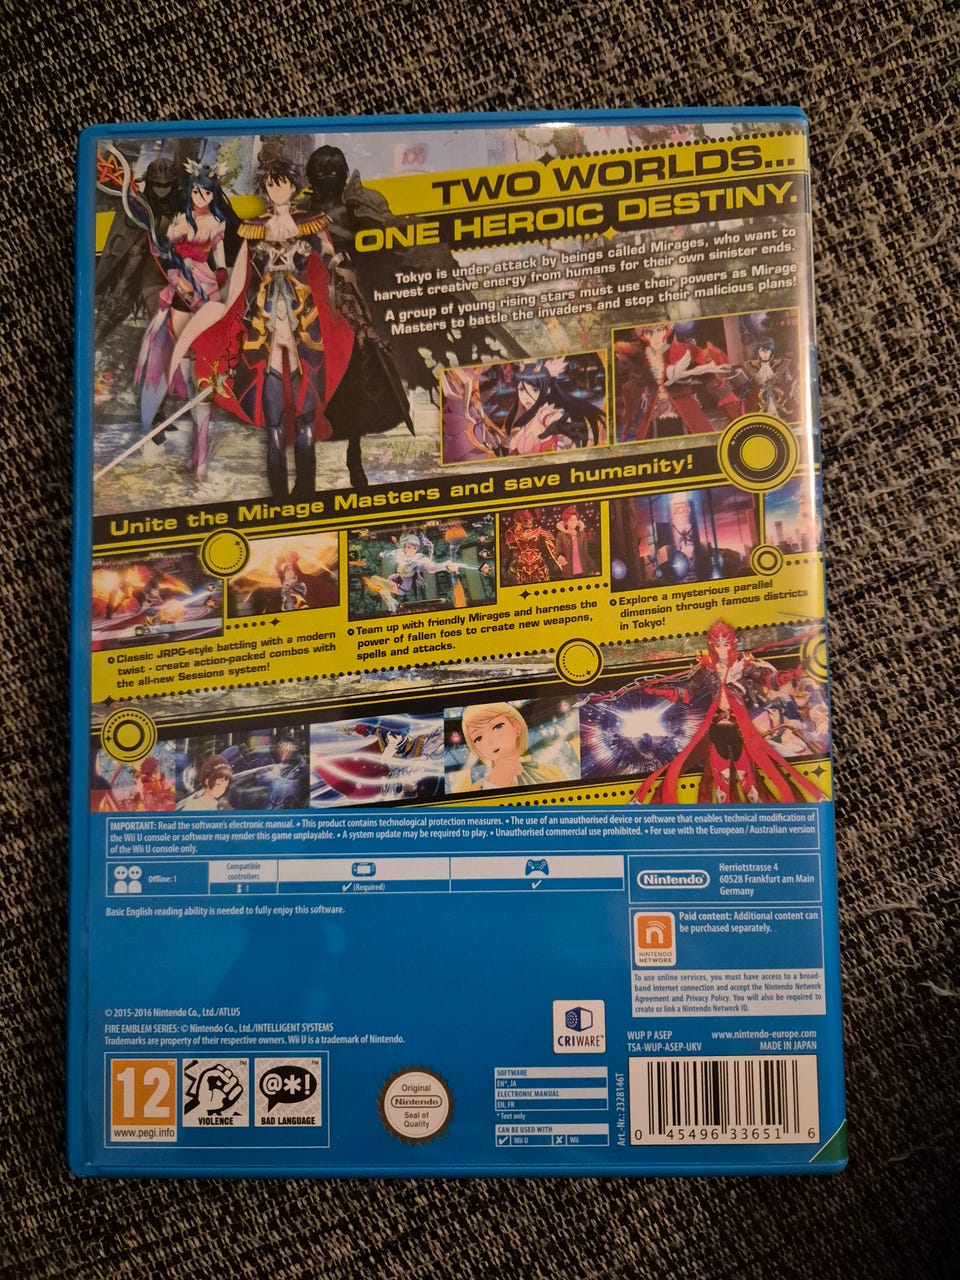 TWO WORLDS...
ONE HEROIC DESTINY.
Tokyo is under attack by beings called Mirages, who want to
harvest creative energy from humans for their own sinister ends.
A group of young rising stars must use their powers as Mirage
Masters to battle the invaders and stop their malicious plans!
Unite the Mirage Masters and save humanity!
Classic JRPG-style battling with a modern
twist - create action-packed combos with
the all-new Sessions system!
Team up with friendly Mirages and harness the
power of fallen foes to create new weapons,
spells and attacks.
Explore a mysterious parallel
dimension through famous districts
in Tokyo!
IMPORTANT: Read the software's electronic manual. • This product contains technological protection measures. • The use of an unauthorised device or software that enables technical modification of
the Wii U console or software may render this game unplayable. • A system update may be required to play. • Unauthorised commercial use prohibited. • For use with the European / Australian version
of the Wii U console only.
Offline: 1
Compatible
controllers
1
✓ (Required)
✓
Nintendo
Herriotstrasse 4
60528 Frankfurt am Main
Germany
Basic English reading ability is needed to fully enjoy this software.
n
NINTENDO
NETWORK
Paid content: Additional content can
be purchased separately.
To use online services, you must have access to a broad-
band internet connection and accept the Nintendo Network
Agreement and Privacy Policy. You will also be required to
create or link a Nintendo Network ID.
© 2015-2016 Nintendo Co., Ltd./ATLUS
FIRE EMBLEM SERIES: © Nintendo Co., Ltd./INTELLIGENT SYSTEMS
Trademarks are property of their respective owners. Wii U is a trademark of Nintendo.
CRIWARE™
WUP P ASEP
TSA-WUP-ASEP-UKV
www.nintendo-europe.com
MADE IN JAPAN
12
www.pegi.info
VIOLENCE
@*!
BAD LANGUAGE
Original
Nintendo
Seal of
Quality
SOFTWARE
EN*, JA
ELECTRONIC MANUAL
EN, FR
* Text only
CAN BE USED WITH
✓ Wii U ✗ Wii
Art.-Nr.: 2328146T
0 45496 33651 6